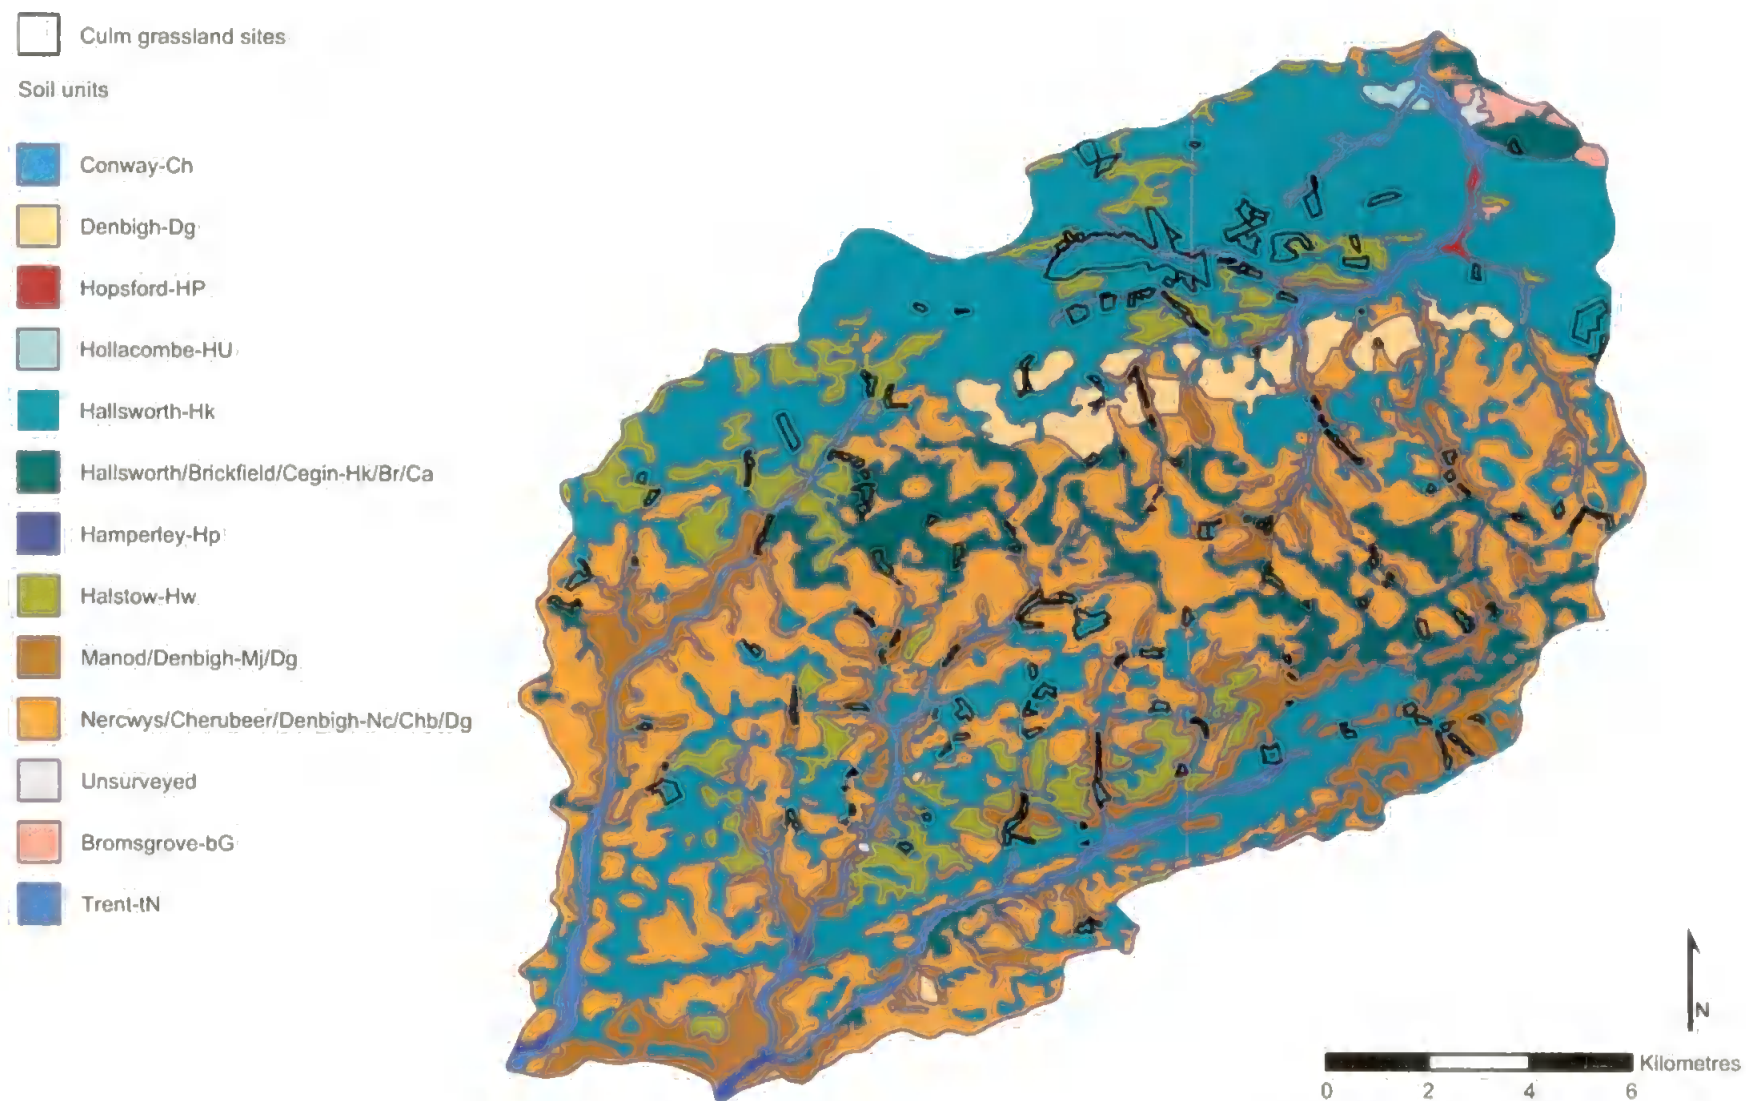 Culm grassland sites
Soil units
Conway-Ch
Denbigh-Dg
Hopsford-HP
Hollacombe-HU
Hallsworth-Hk
Hallsworth/Brickfield/Cegin-Hk/Br/Ca
Hamperley-Hp
Halstow-Hw
Manod/Denbigh-Mj/Dg
Nercwys/Cherubeer/Denbigh-Nc/Chb/Dg
Unsurveyed
Bromsgrove-bG
Trent-tN
N
Kilometres
0 2 4 6